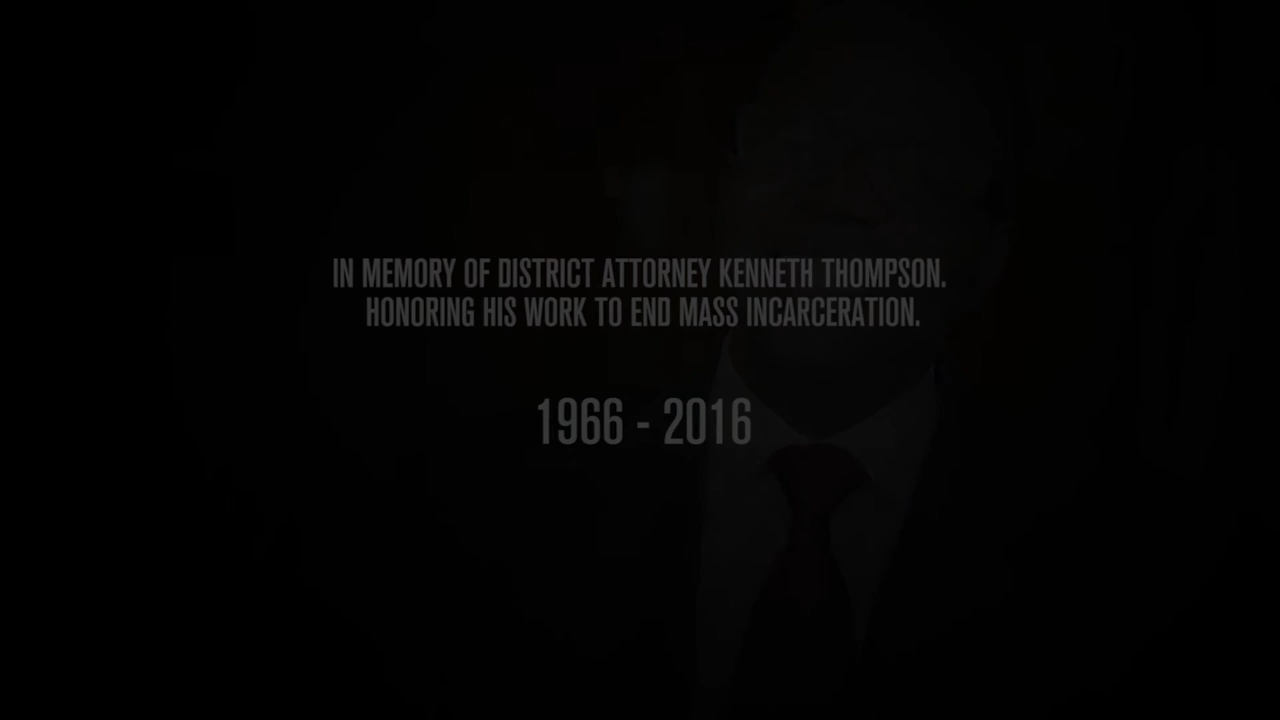 IN MEMORY OF DISTRICT ATTORNEY KENNETH THOMPSON.
HONORING HIS WORK TO END MASS INCARCERATION.
1966 - 2016